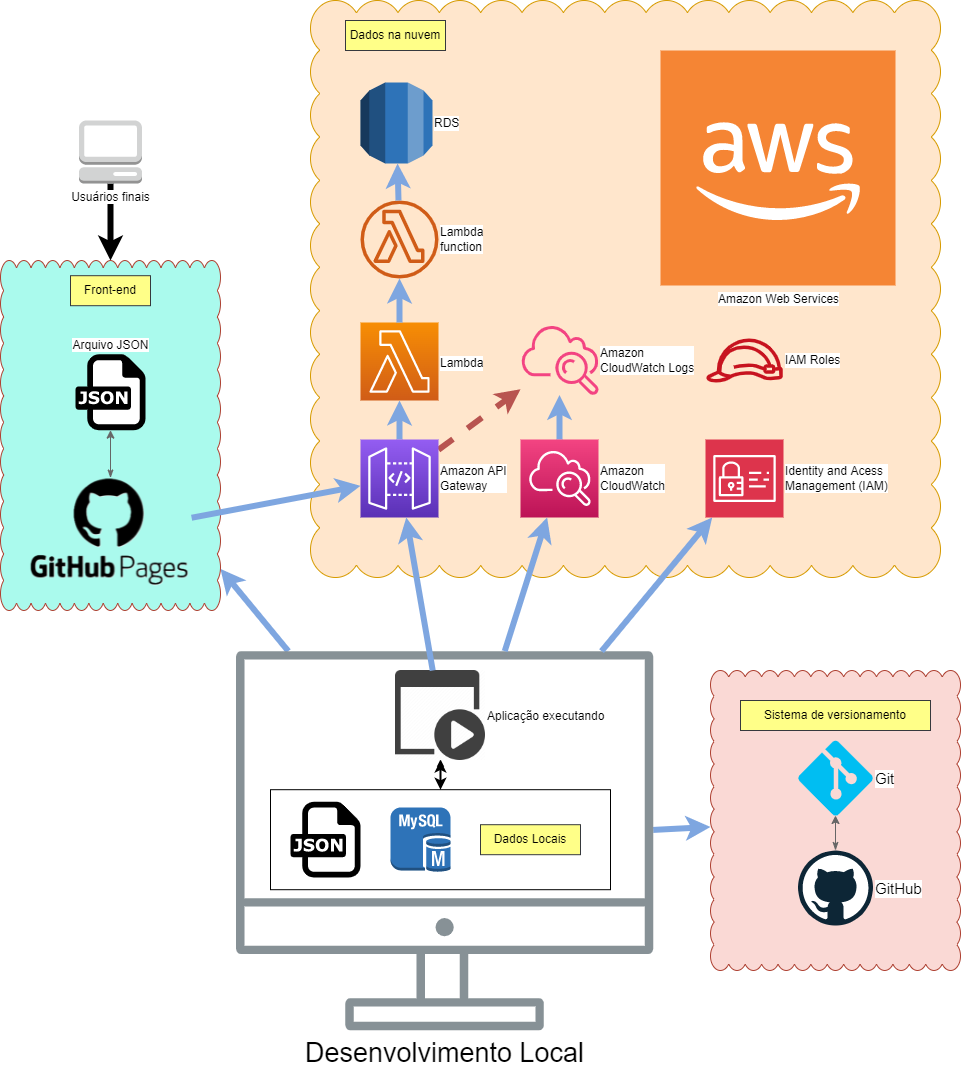 Dados na nuvem
RDS
aws
Usuários finais
Lambda
function
Amazon Web Services
Front-end
Arquivo JSON
JSON
Lambda
Amazon
CloudWatch Logs
IAM Roles
Amazon API
Gateway
Amazon
CloudWatch
Identity and Acess
Management (IAM)
GitHub Pages
Aplicação executando
Sistema de versionamento
Git
JSON
MySQL
M
Dados Locais
GitHub
Desenvolvimento Local